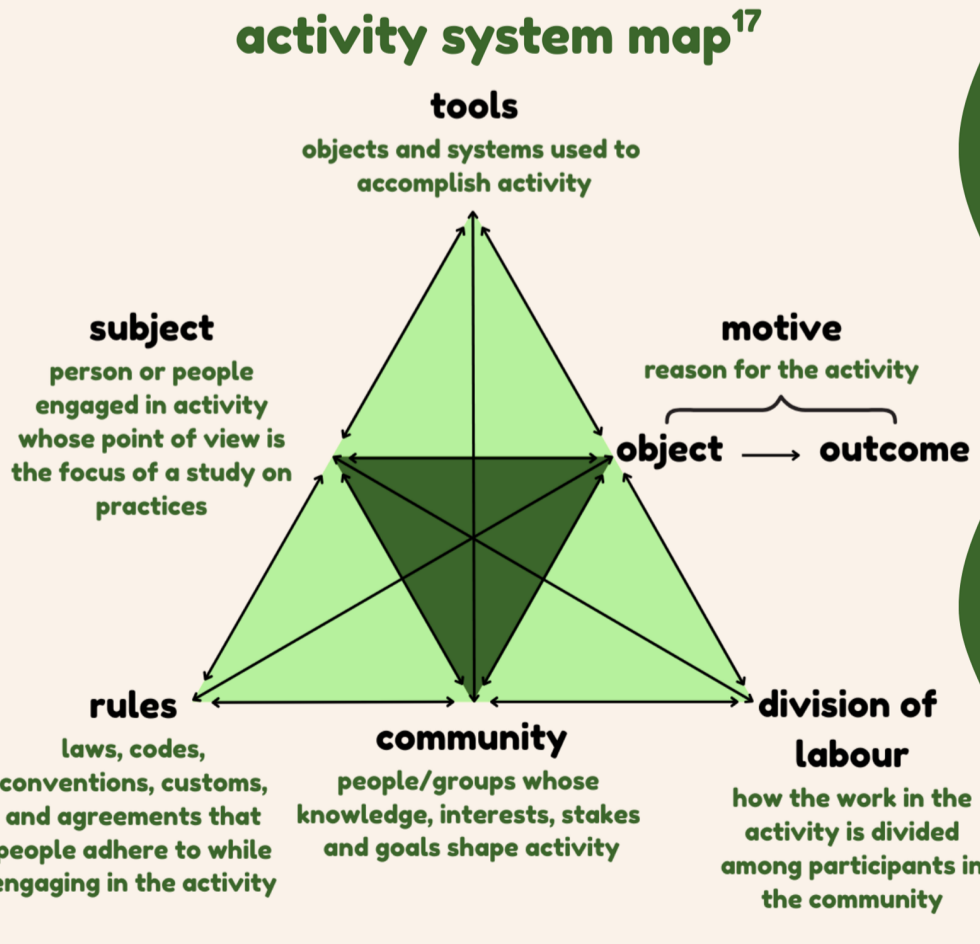 activity system map¹⁷
tools
objects and systems used to
accomplish activity
subject
person or people
engaged in activity
whose point of view is
the focus of a study on
practices
motive
reason for the activity
object
outcome
rules
laws, codes,
conventions, customs,
and agreements that
people adhere to while
engaging in the activity
community
people/groups whose
knowledge, interests, stakes
and goals shape activity
division of
labour
how the work in the
activity is divided
among participants in
the community